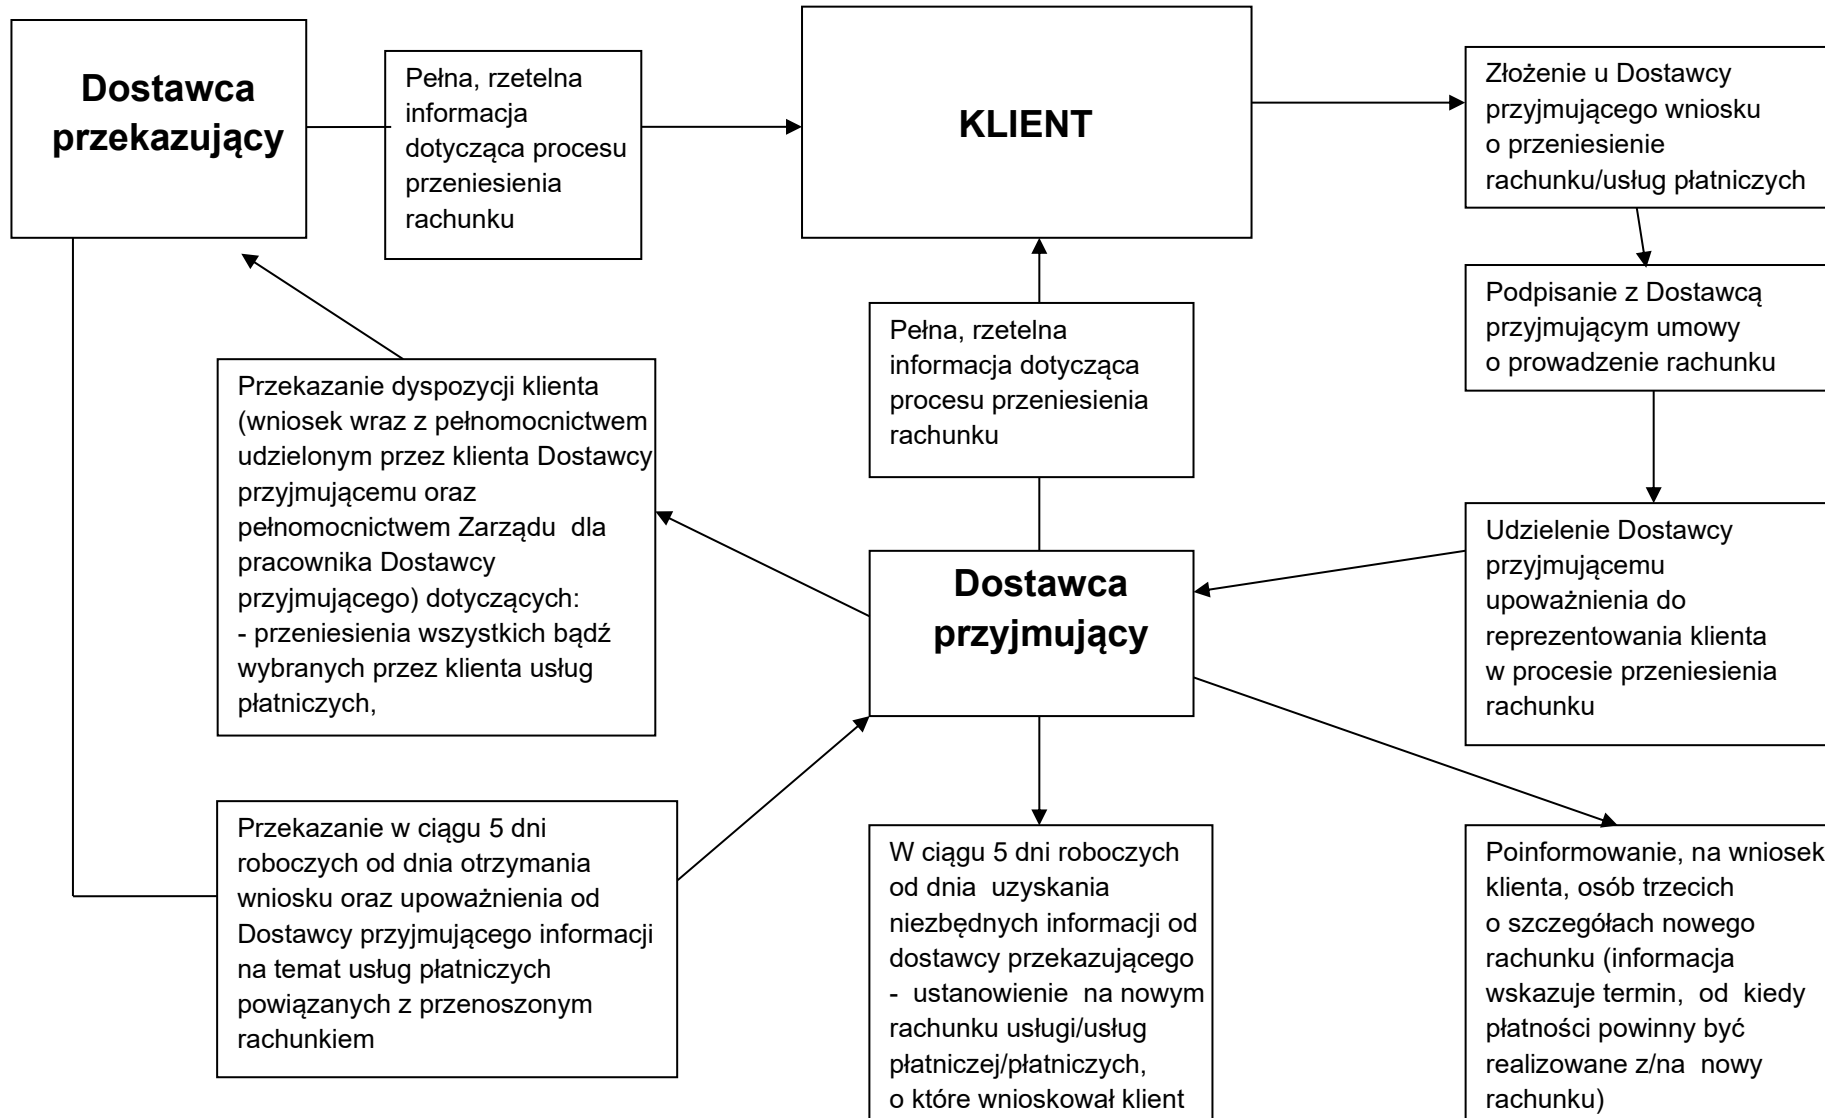 Dostawca
przekazujący
Pełna, rzetelna
informacja
dotycząca procesu
przeniesienia
rachunku
KLIENT
Złożenie u Dostawcy
przyjmującego wniosku
o przeniesienie
rachunku/usług płatniczych
Podpisanie z Dostawcą
przyjmującym umowy
o prowadzenie rachunku
Pełna, rzetelna
informacja dotycząca
procesu przeniesienia
rachunku
Przekazanie dyspozycji klienta
(wniosek wraz z pełnomocnictwem
udzielonym przez klienta Dostawcy
przyjmującemu oraz
pełnomocnictwem Zarządu dla
pracownika Dostawcy
przyjmującego) dotyczących:
- przeniesienia wszystkich bądź
wybranych przez klienta usług
płatniczych,
Udzielenie Dostawcy
przyjmującemu
upoważnienia do
reprezentowania klienta
w procesie przeniesienia
rachunku
Dostawca
przyjmujący
Przekazanie w ciągu 5 dni
roboczych od dnia otrzymania
wniosku oraz upoważnienia od
Dostawcy przyjmującego informacji
na temat usług płatniczych
powiązanych z przenoszonym
rachunkiem
W ciągu 5 dni roboczych
od dnia uzyskania
niezbędnych informacji od
dostawcy przekazującego
- ustanowienie na nowym
rachunku usługi/usług
płatniczej/płatniczych,
o które wnioskował klient
Poinformowanie, na wniosek
klienta, osób trzecich
o szczegółach nowego
rachunku (informacja
wskazuje termin, od kiedy
płatności powinny być
realizowane z/na nowy
rachunku)